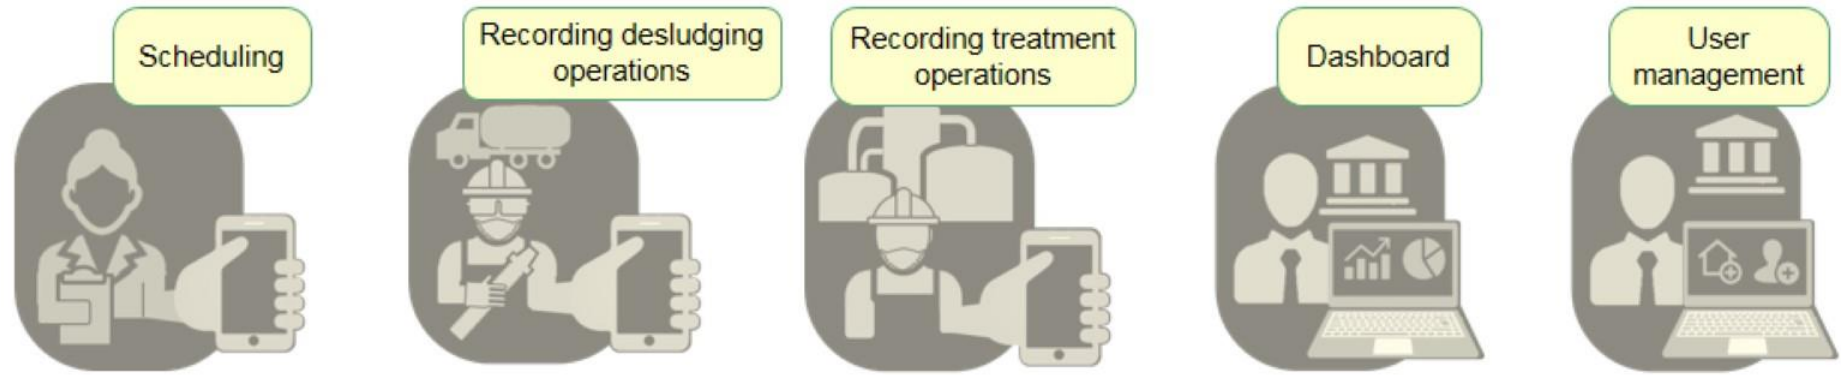 Scheduling
Recording desludging
operations
Recording treatment
operations
Dashboard
User
management